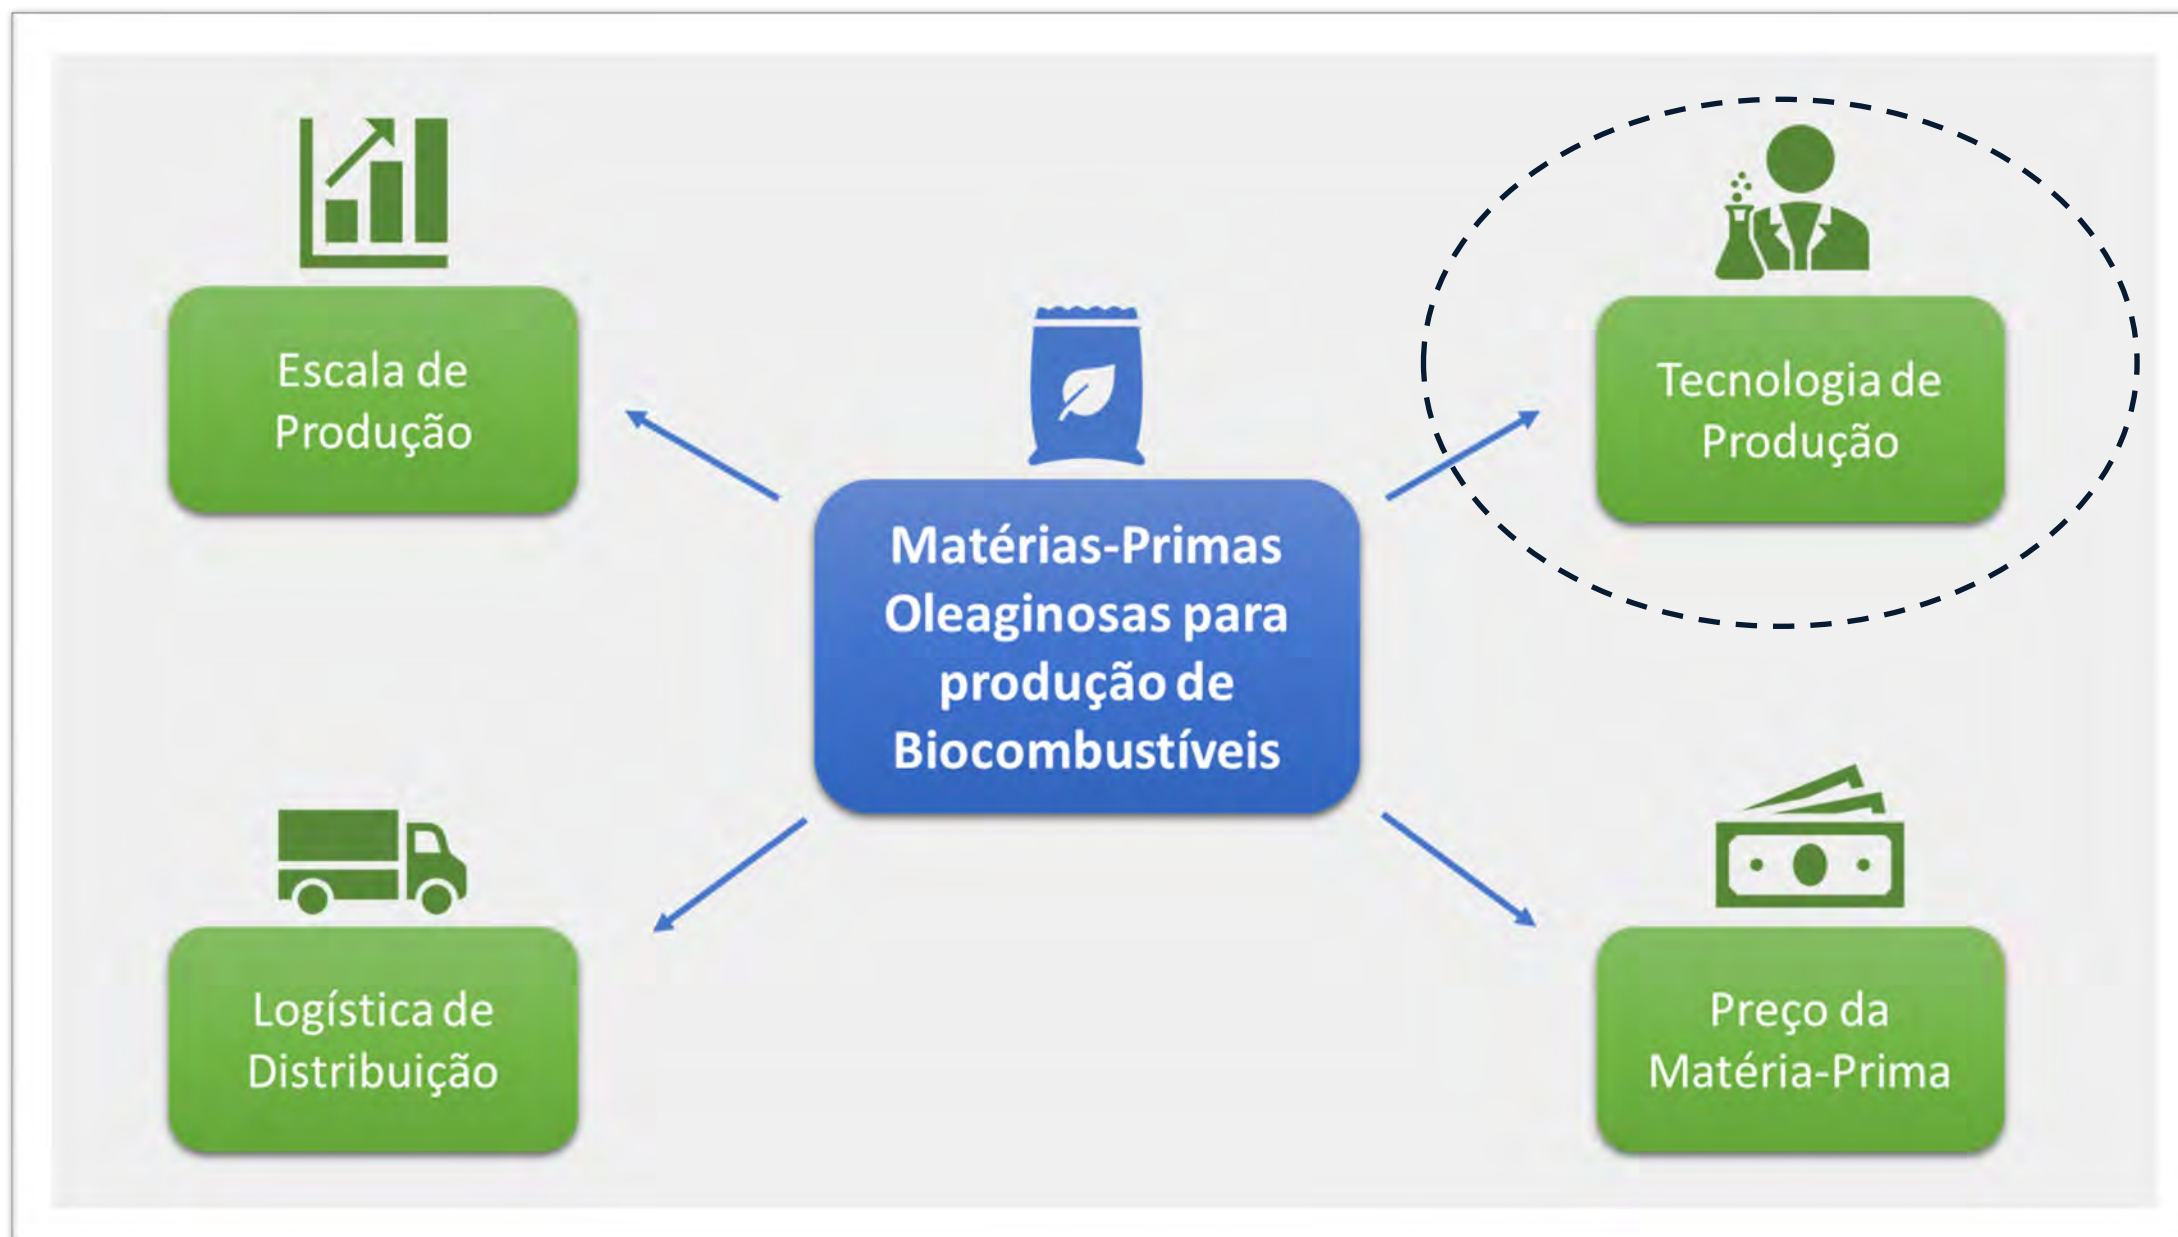 Escala de
Produção
Tecnologia de
Produção
Matérias-Primas
Oleaginosas para
produção de
Biocombustíveis
Logística de
Distribuição
Preço da
Matéria-Prima